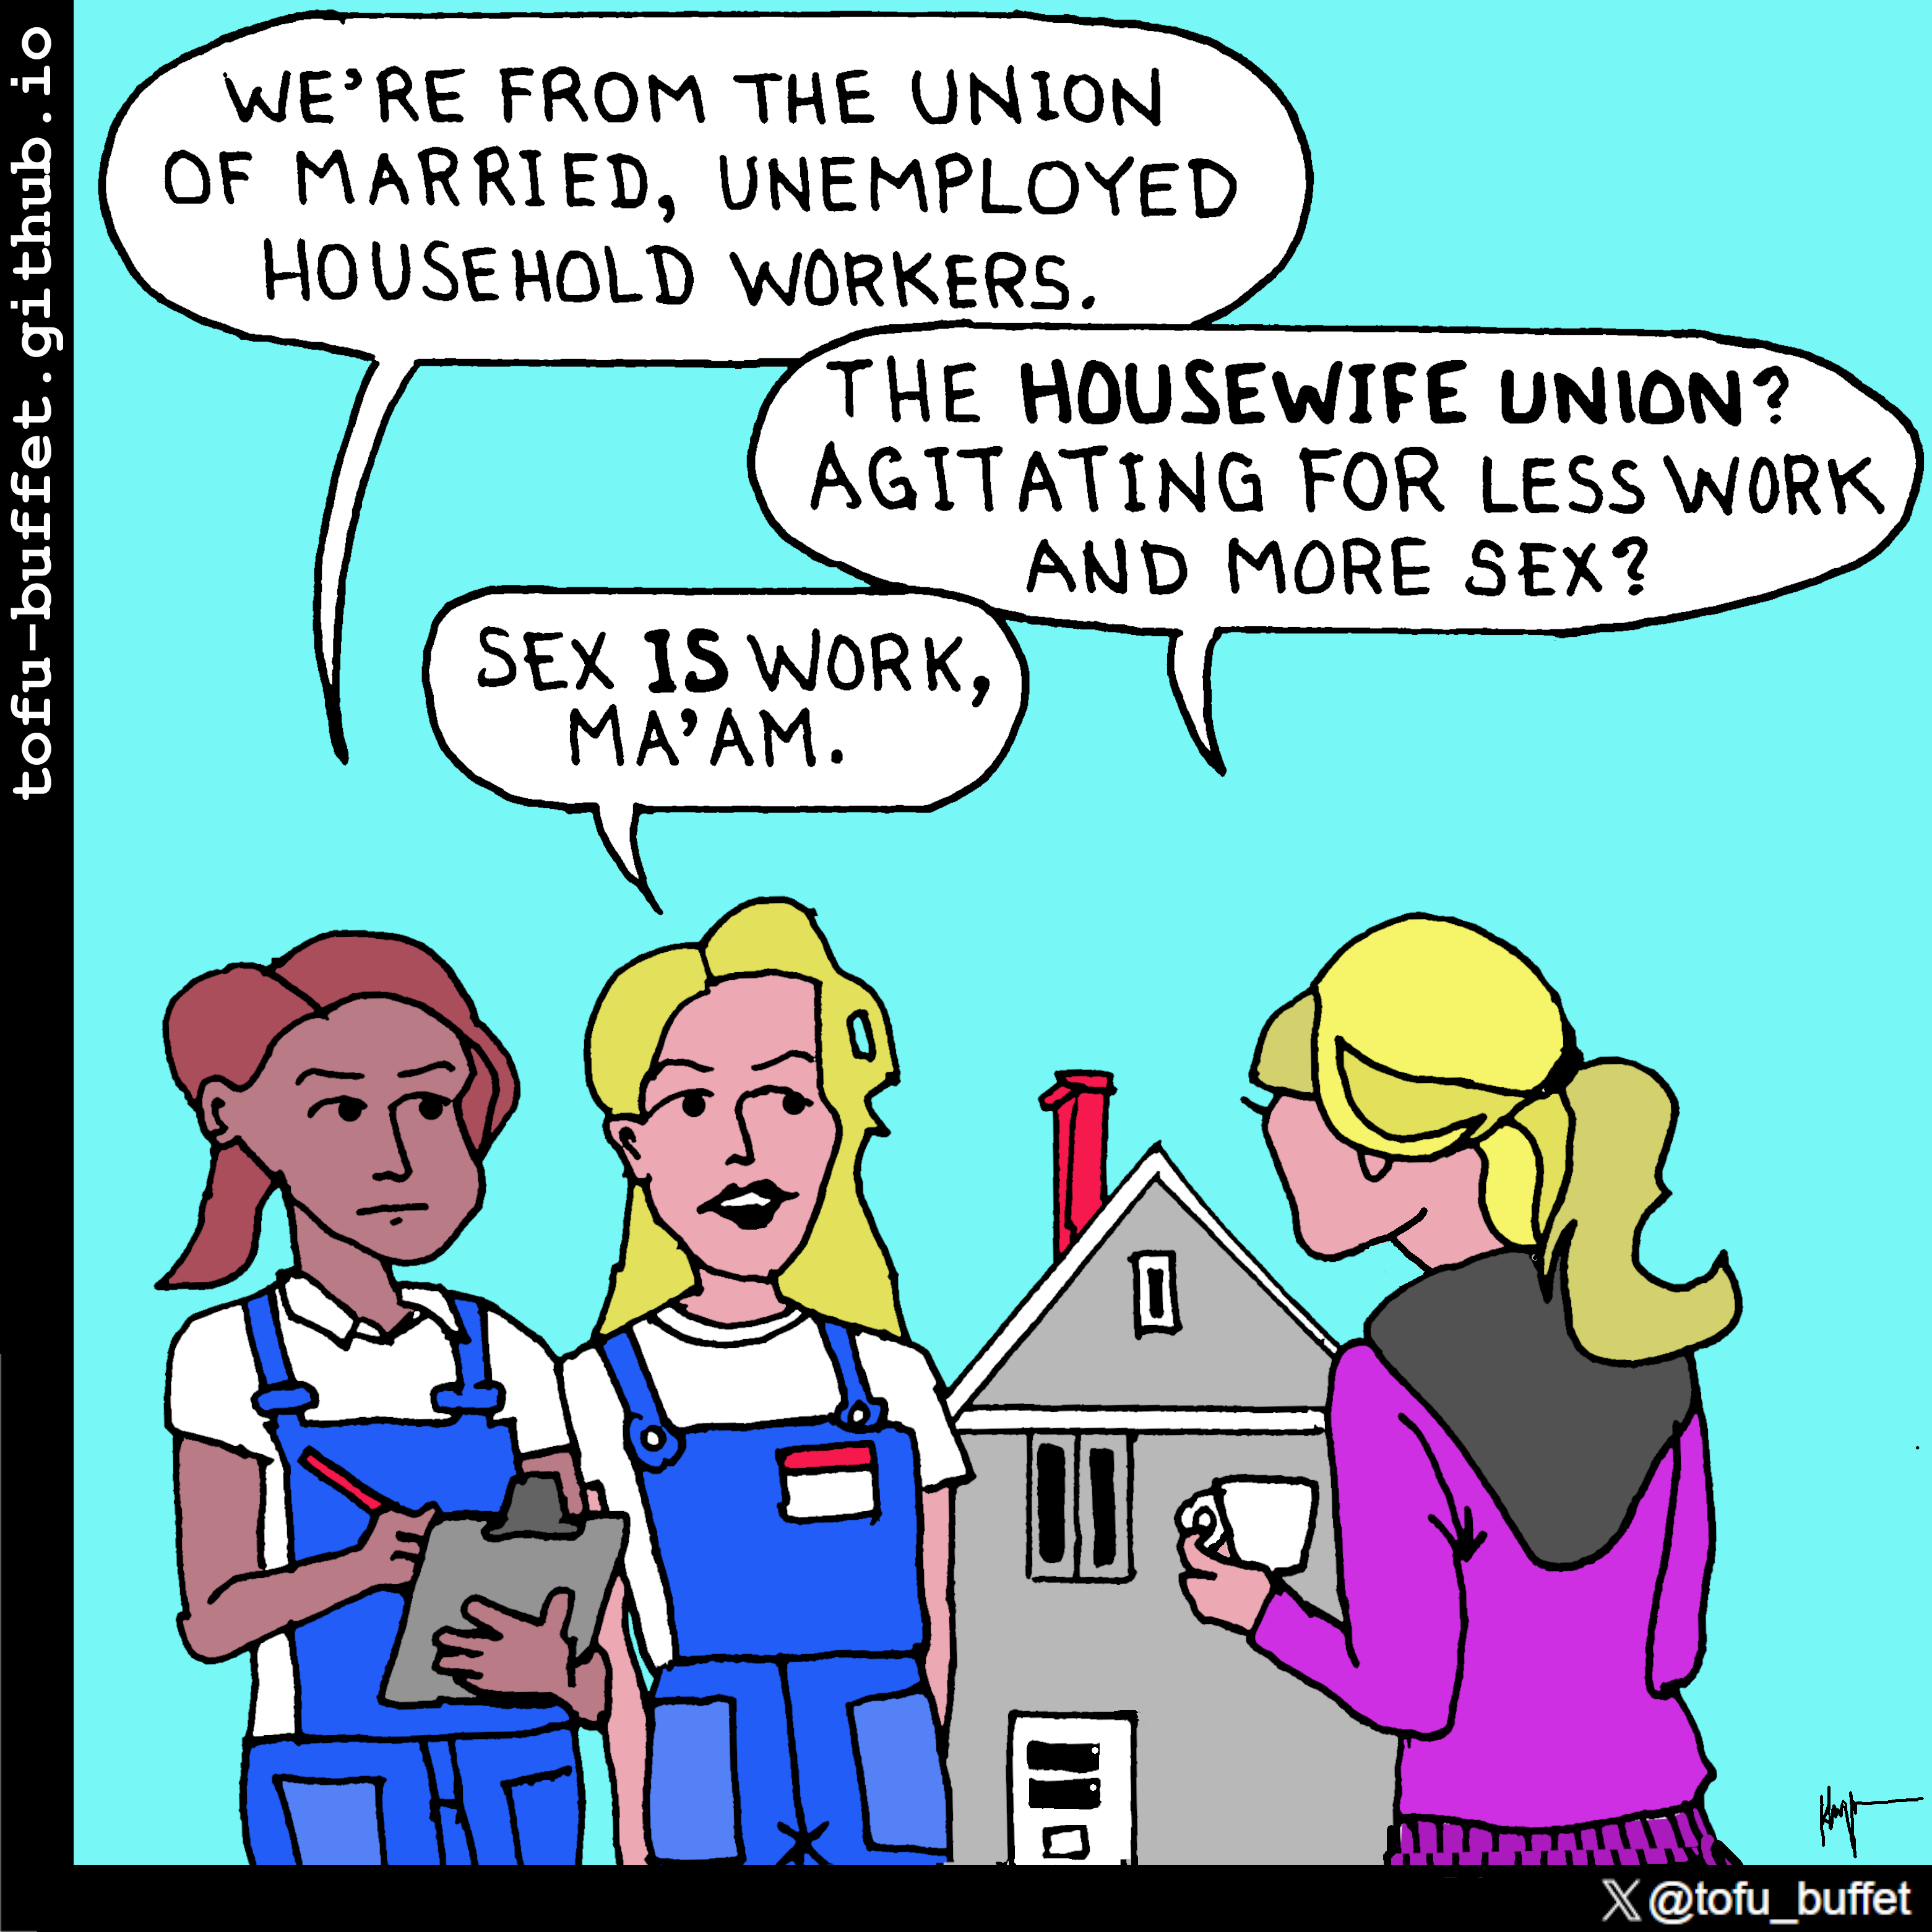 WE'RE FROM THE UNION
OF MARRIED, UNEMPLOYED
HOUSEHOLD WORKERS.
THE HOUSEWIFE UNION?
AGITATING FOR LESS WORK
AND MORE SEX?
SEX IS WORK,
MA'AM.
tofu-buffet.github.io
𝕏 @tofu_buffet